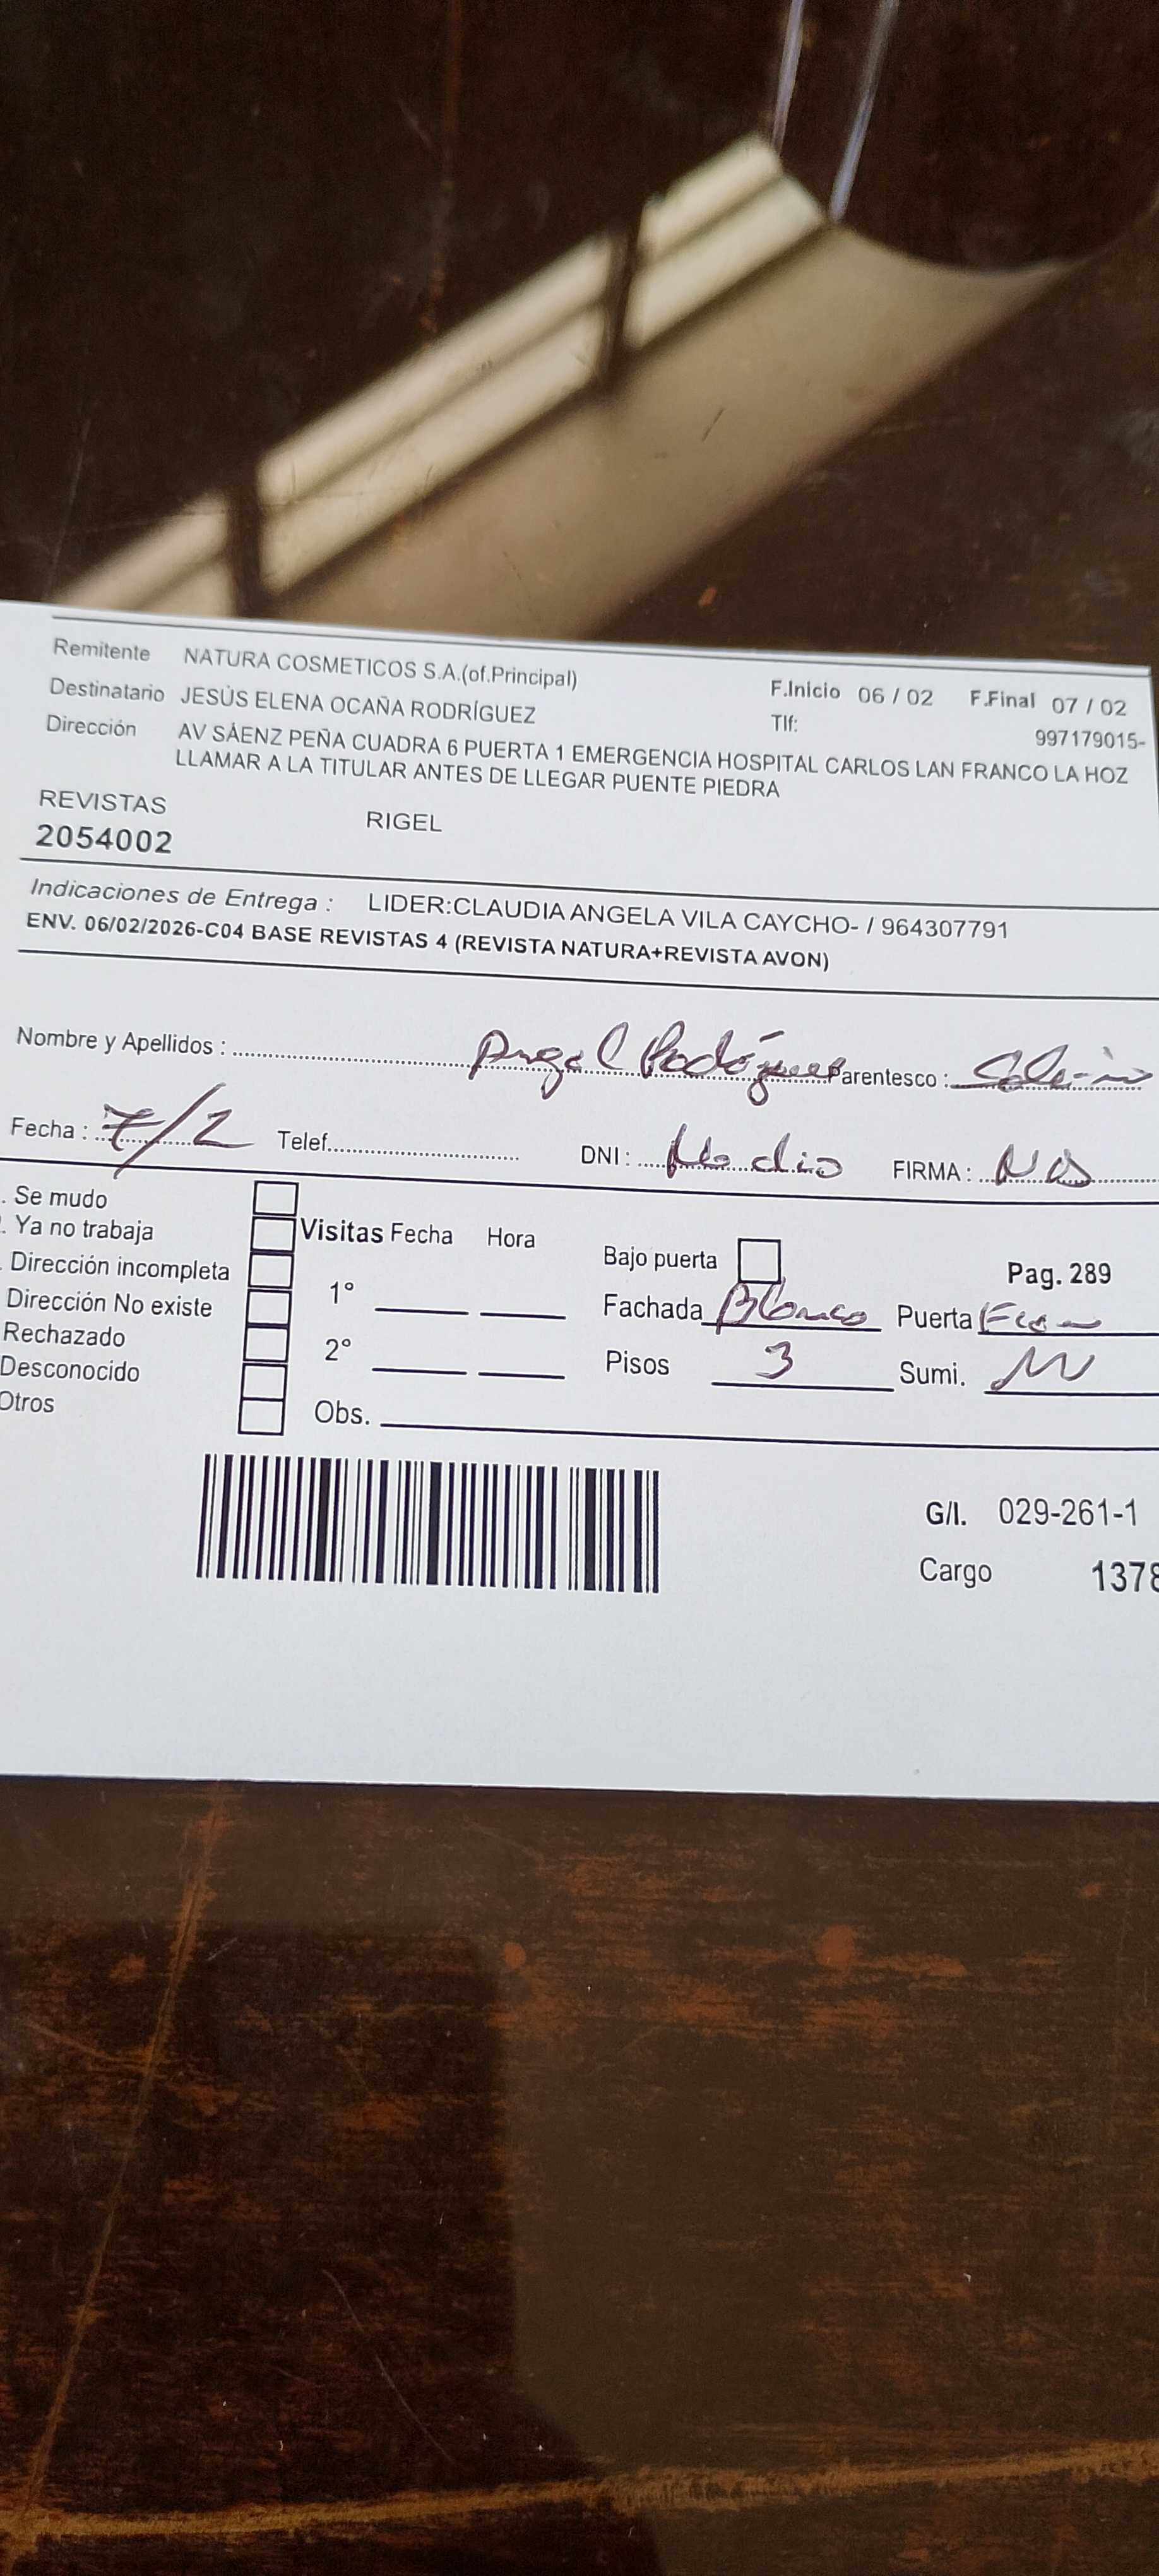 Remitente NATURA COSMETICOS S.A.(of.Principal) F.Inicio 06 / 02 F.Final 07 / 02
Destinatario JESÚS ELENA OCAÑA RODRÍGUEZ Tlf: 997179015-
Dirección AV SÁENZ PEÑA CUADRA 6 PUERTA 1 EMERGENCIA HOSPITAL CARLOS LAN FRANCO LA HOZ
LLAMAR A LA TITULAR ANTES DE LLEGAR PUENTE PIEDRA
REVISTAS RIGEL
2054002
Indicaciones de Entrega : LIDER:CLAUDIA ANGELA VILA CAYCHO- / 964307791
ENV. 06/02/2026-C04 BASE REVISTAS 4 (REVISTA NATURA+REVISTA AVON)
Nombre y Apellidos : Angel Rodríguez Parentesco :
Fecha : 7/2 Telef. DNI : No dio FIRMA :
. Se mudo
. Ya no trabaja Visitas Fecha Hora Bajo puerta Pag. 289
. Dirección incompleta 1° Fachada Blanco Puerta
Dirección No existe
Rechazado 2° Pisos 3 Sumi.
Desconocido
Otros Obs.
G/I. 029-261-1
Cargo 1378